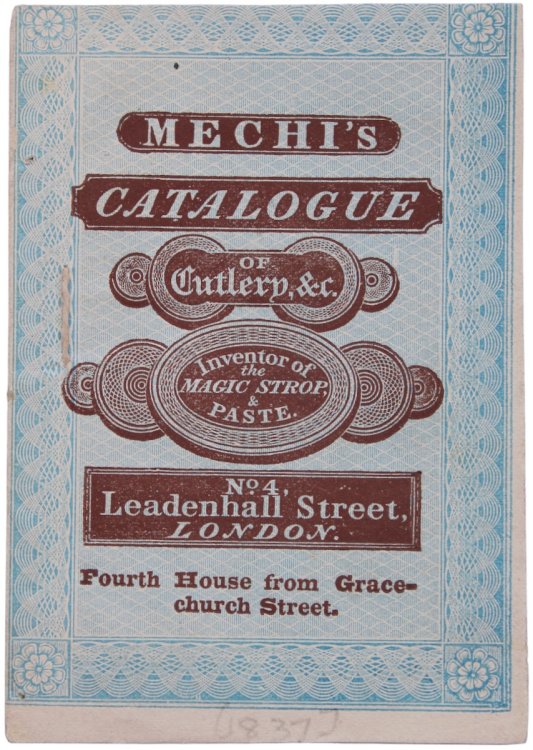 MECHI'S
CATALOGUE
OF
Cutlery, &c.
Inventor of
the
MAGIC STROP,
&
PASTE.
No. 4,
Leadenhall Street,
LONDON.
Fourth House from Grace-
church Street.
[1837]